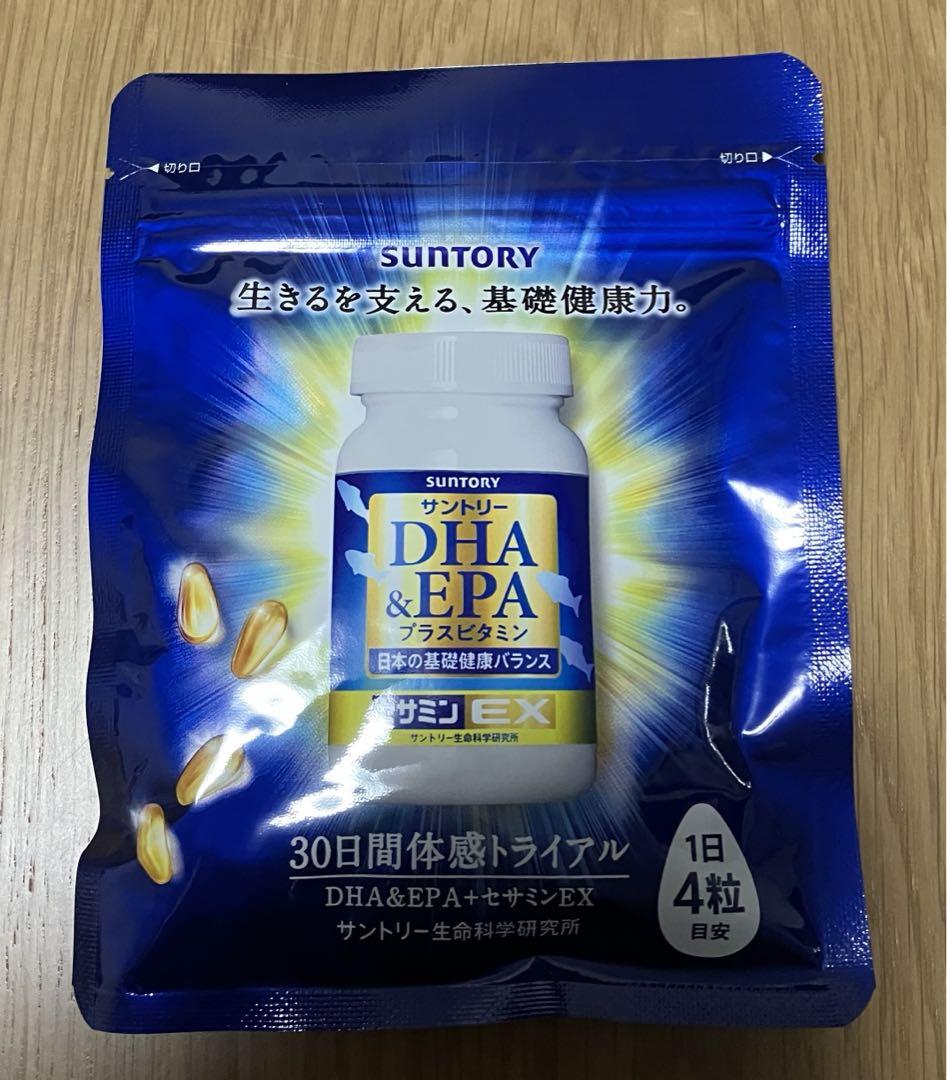 ◀切り口
切り口▶
SUNTORY
生きるを支える、基礎健康力。
SUNTORY
サントリー
DHA
&EPA
プラスビタミン
日本の基礎健康バランス
サミン EX
サントリー生命科学研究所
30日間体感トライアル
DHA&EPA+セサミンEX
サントリー生命科学研究所
1日
4粒
目安